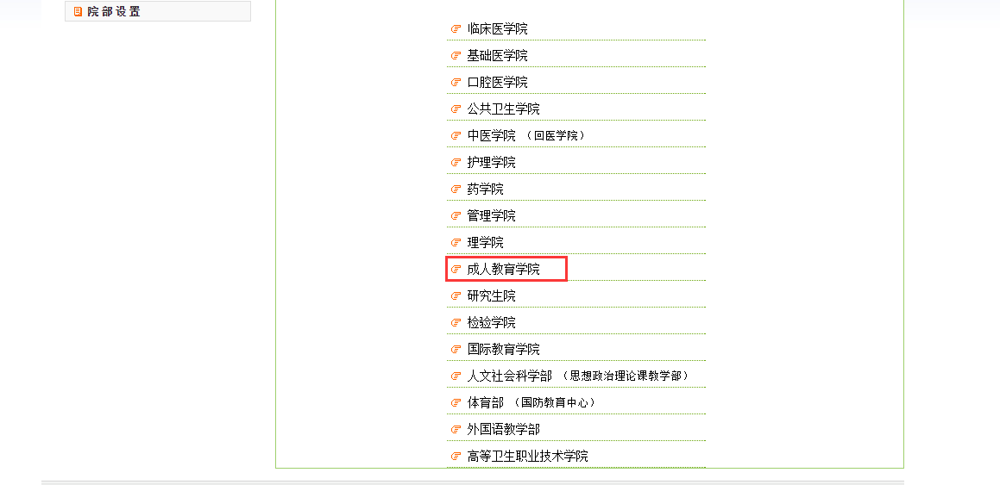 院部设置
临床医学院
基础医学院
口腔医学院
公共卫生学院
中医学院 （回医学院）
护理学院
药学院
管理学院
理学院
成人教育学院
研究生院
检验学院
国际教育学院
人文社会科学部 （思想政治理论课教学部）
体育部 （国防教育中心）
外国语教学部
高等卫生职业技术学院